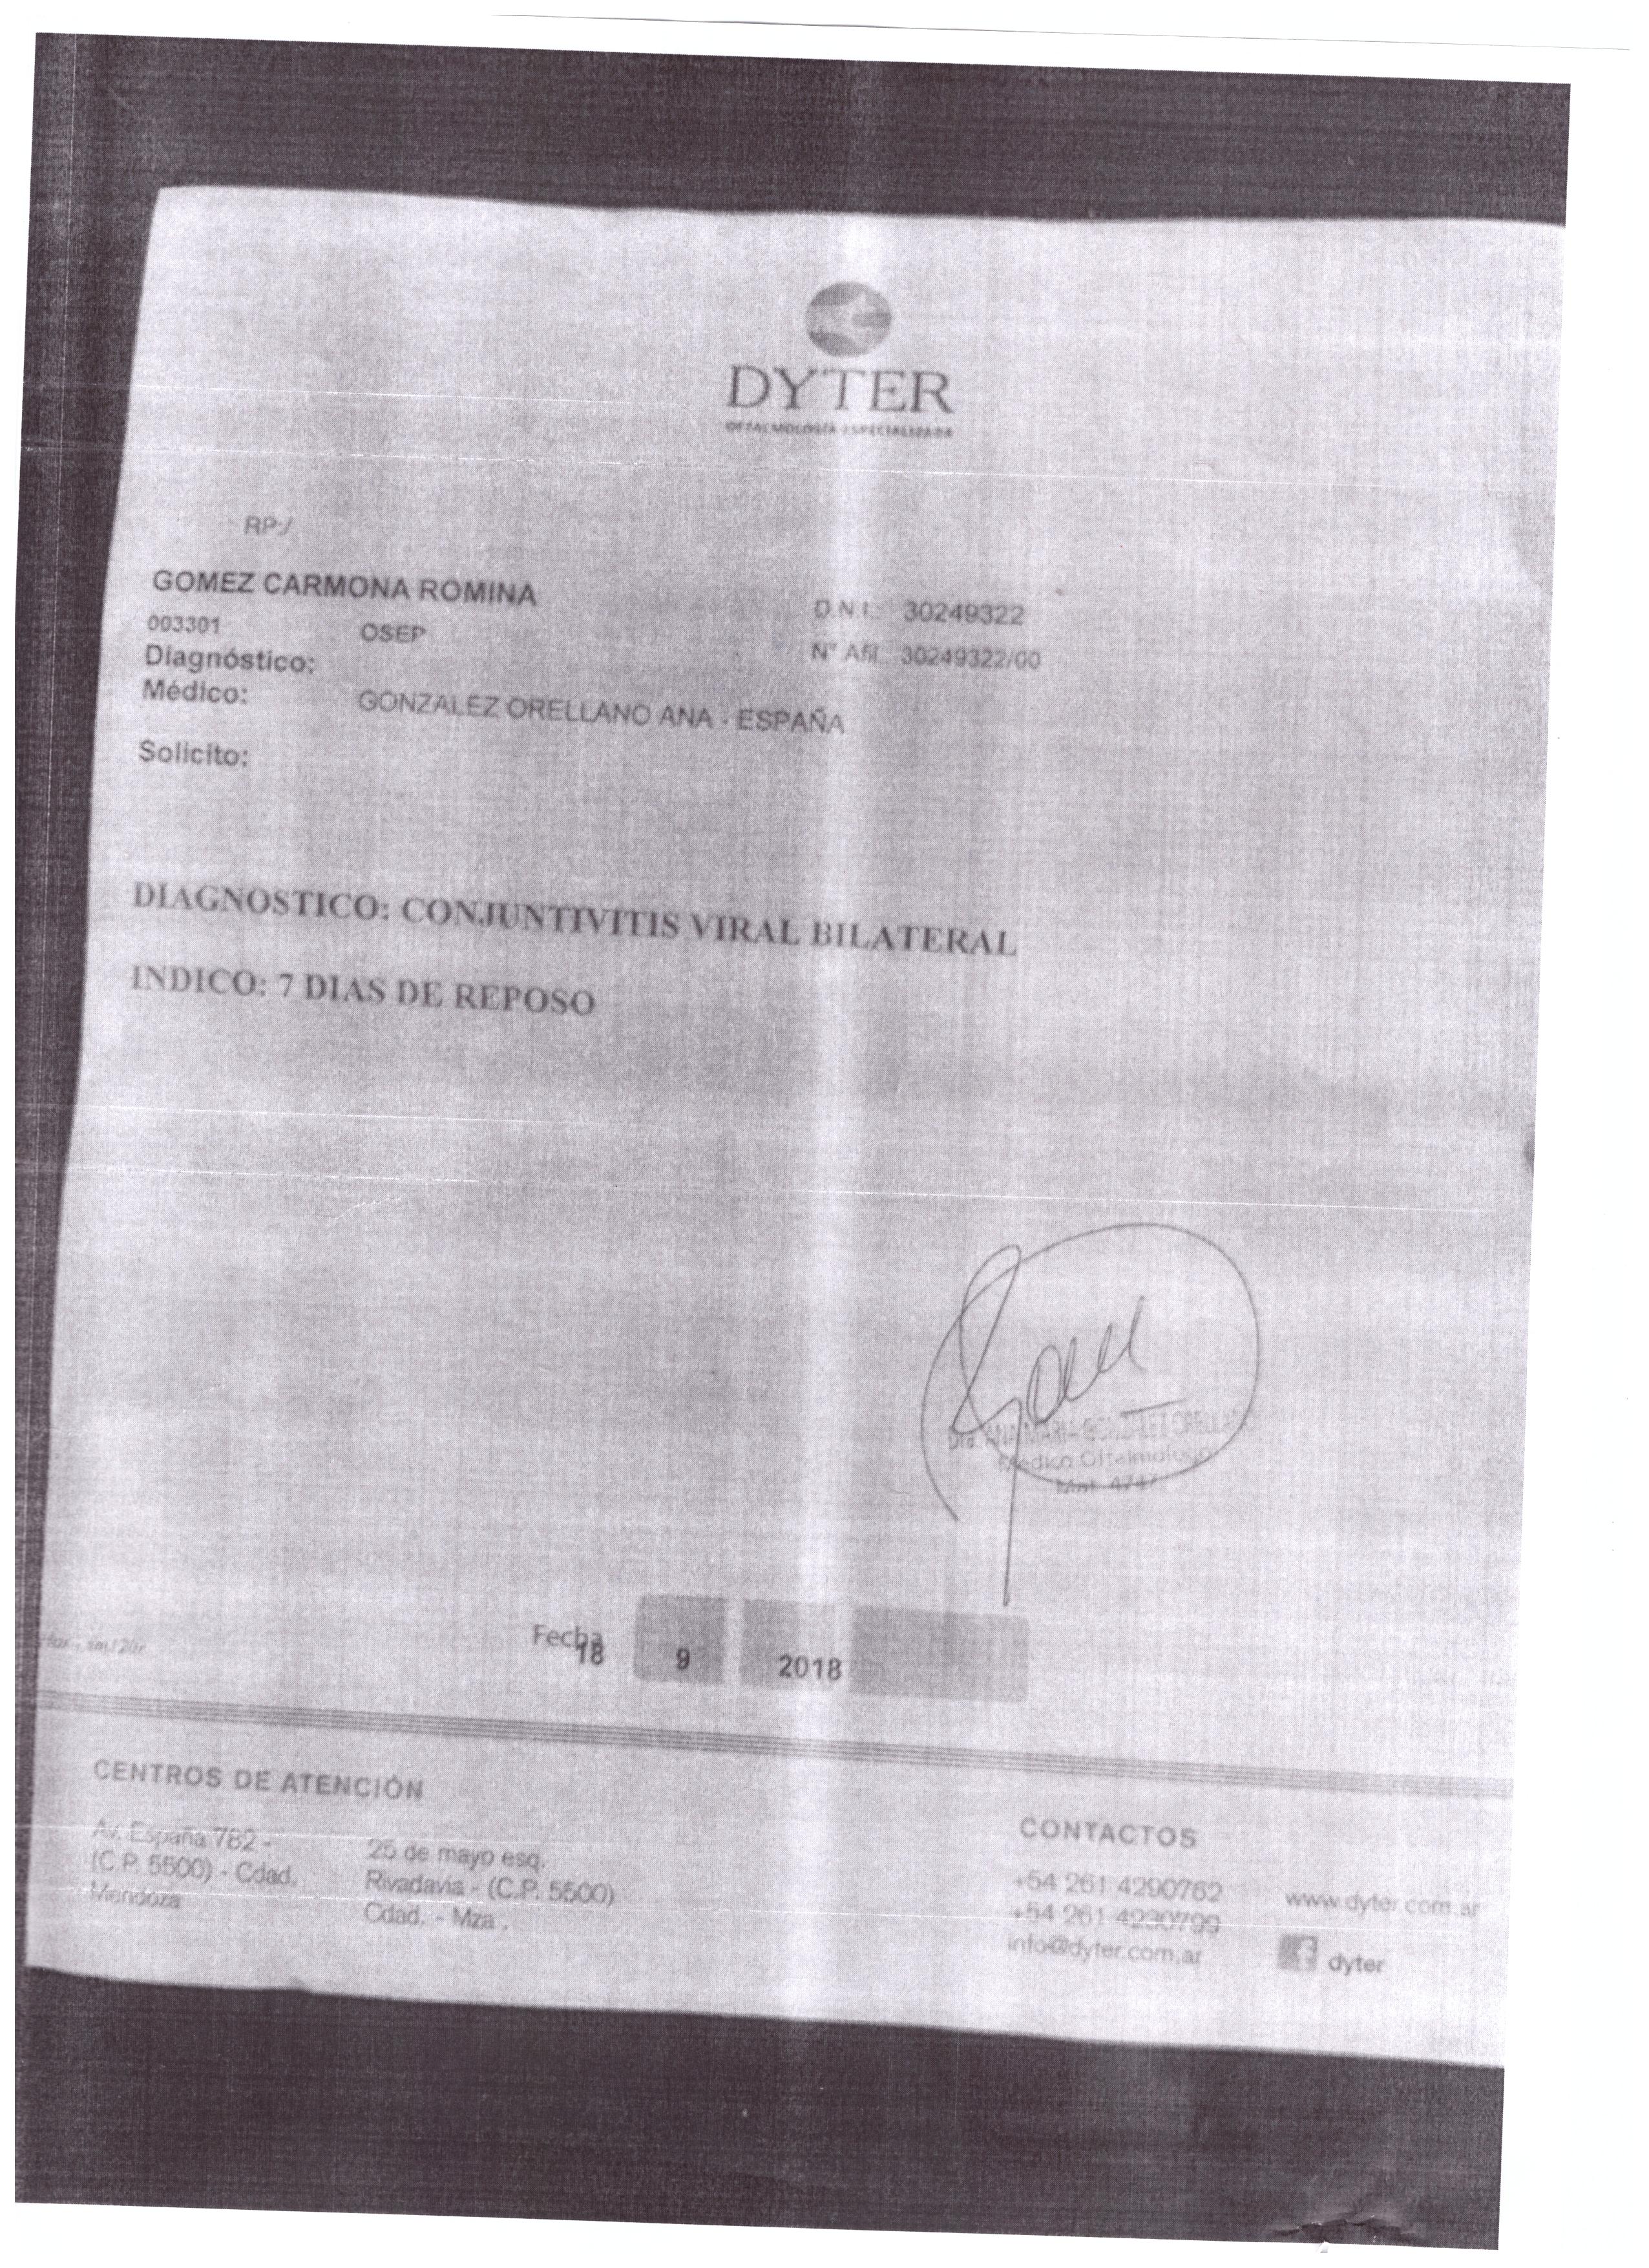 DYTER
OFTALMOLOGÍA ESPECIALIZADA
RP./
GOMEZ CARMONA ROMINA D.N.I.: 30249322
003301 OSEP N° Afil. 30249322/00
Diagnóstico:
Médico: GONZALEZ ORELLANO ANA - ESPAÑA
Solicito:
DIAGNOSTICO: CONJUNTIVITIS VIRAL BILATERAL
INDICO: 7 DIAS DE REPOSO
Dra. ANA MARIA GONZALEZ ORELLANO
Médico Oftalmologo
Mat. 4747
Fecha 18 9 2018
CENTROS DE ATENCIÓN
Av. España 782 -
(C.P. 5500) - Cdad.
Mendoza
25 de mayo esq.
Rivadavia - (C.P. 5500)
Cdad. - Mza.
CONTACTOS
+54 261 4290762
+54 261 4230799
info@dyter.com.ar
www.dyter.com.ar
dyter